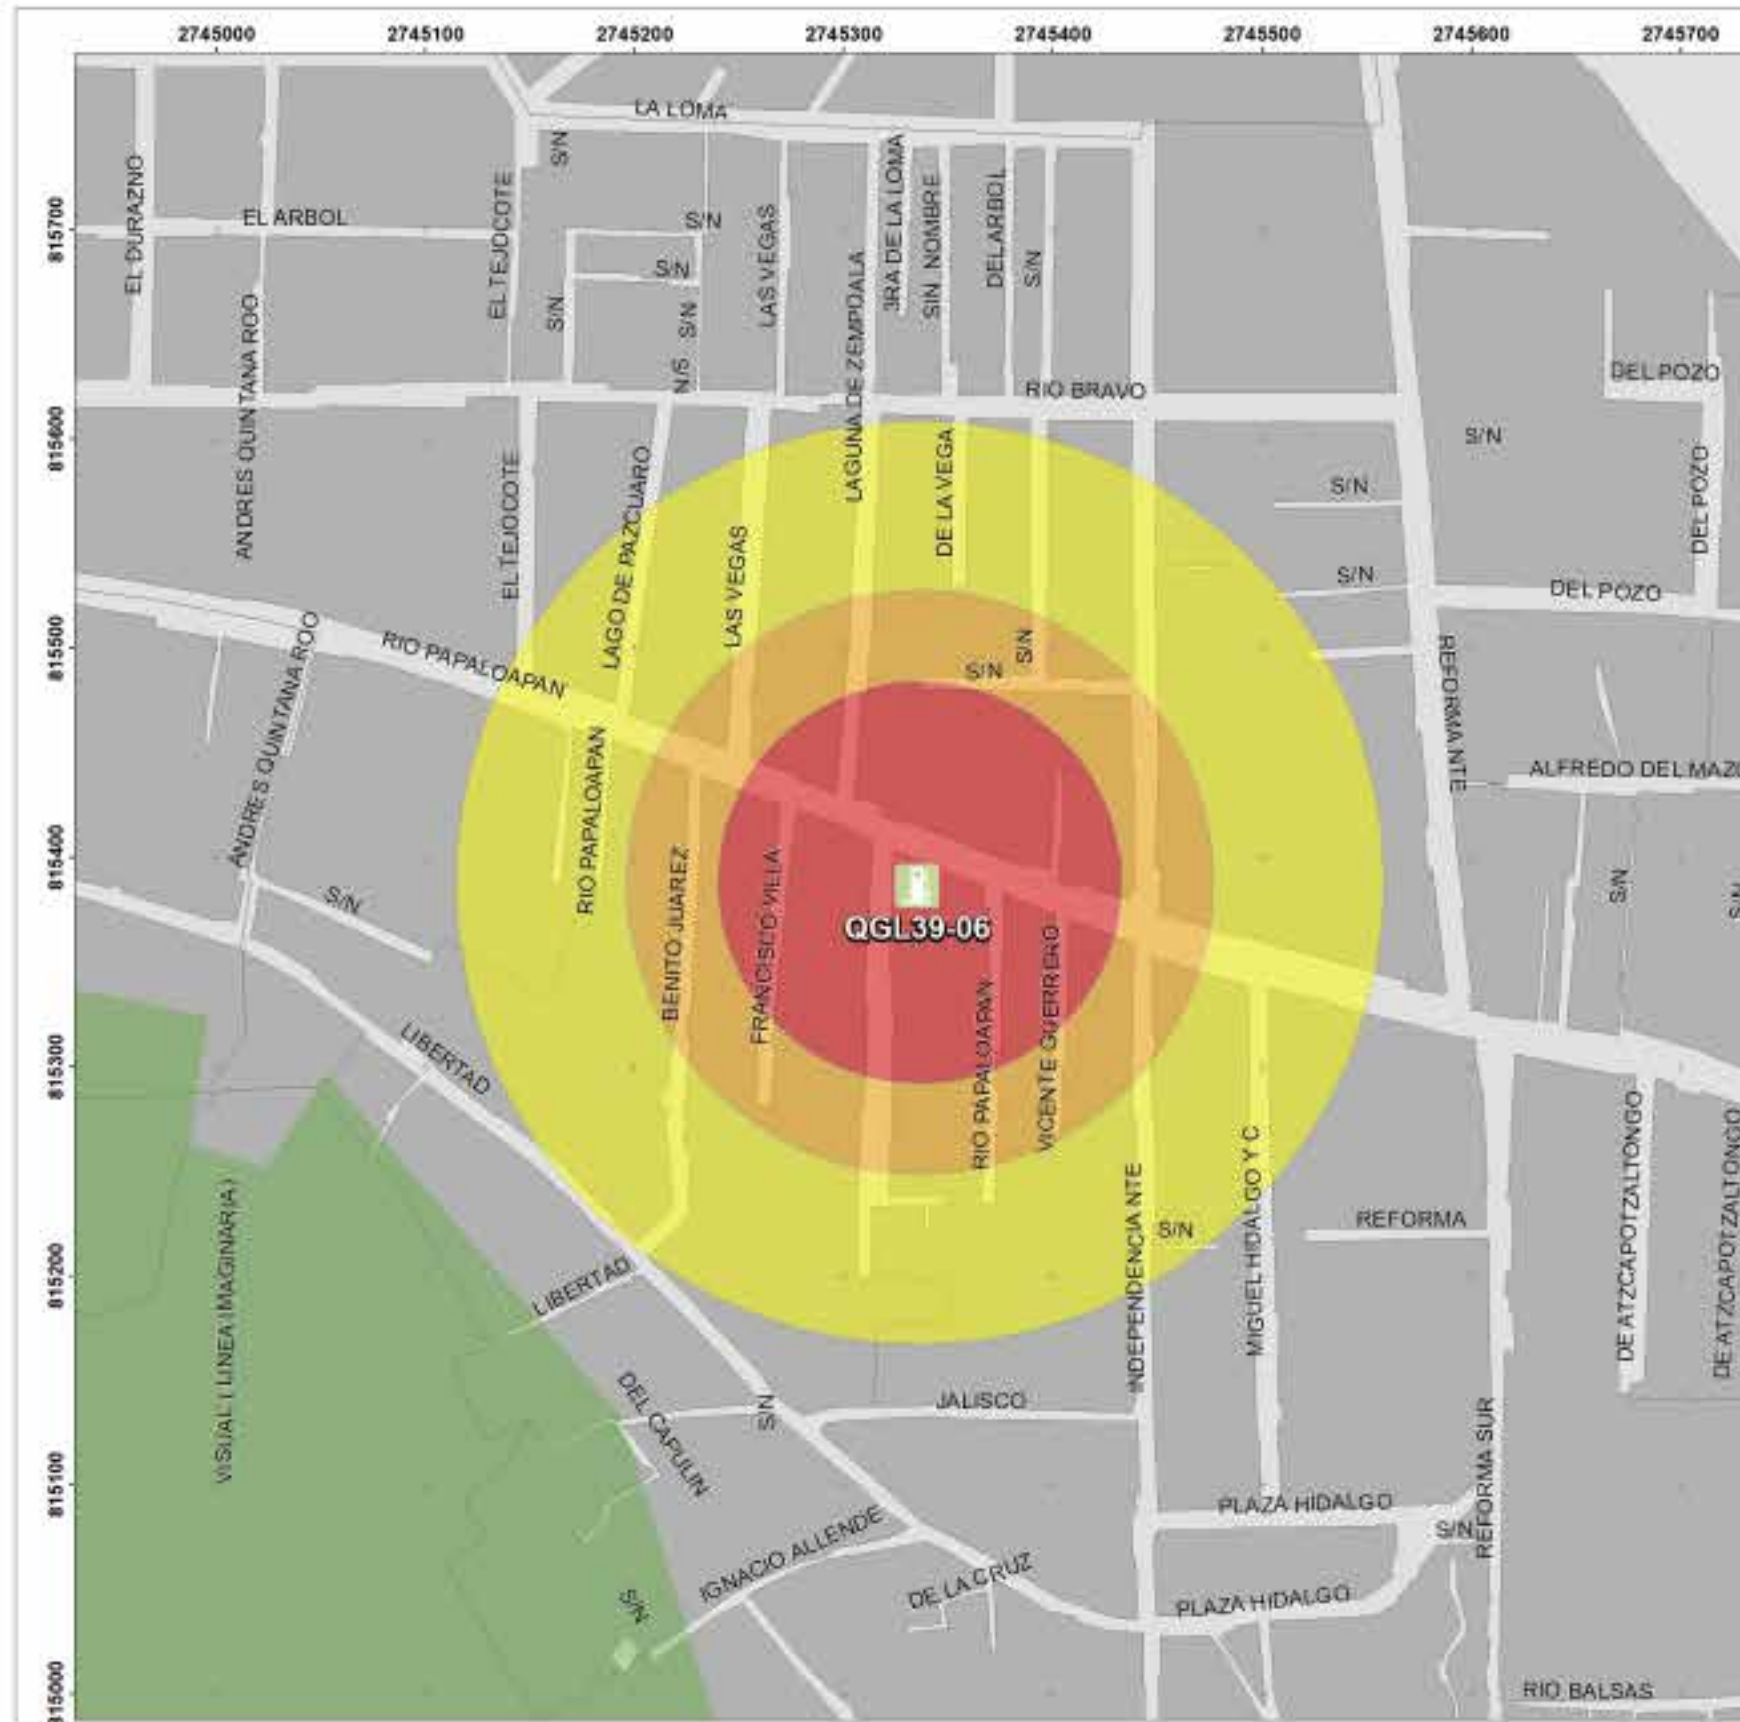 2745000 2745100 2745200 2745300 2745400 2745500 2745600 2745700
LA LOMA
S/N
EL DURAZNO
EL ARBOL
EL TEJOCOTE
S/N
LAS VEGAS
3RA DE LA LOMA
SIN NOMBRE
DEL ARBOL
S/N
815700
S/N
S/N
S/N
ANDRES QUINTANA ROO
LAGUNA DE ZEMPOALA
S/N
RIO BRAVO
DEL POZO
815600
EL TEJOCOTE
LAGO DE PAZCUARO
LAS VEGAS
DE LA VEGA
S/N
S/N
DEL POZO
S/N
DEL POZO
815500
ANDRES QUINTANA ROO
RIO PAPALOAPAN
S/N
S/N
REFORMA NTE
RIO PAPALOAPAN
ALFREDO DEL MAZO
815400
S/N
BENITO JUAREZ
FRANCISCO VILLA
QGL39-06
RIO PAPALOAPAN
VICENTE GUERRERO
S/N
S/N
815300
LIBERTAD
VISUAL ( LINEA IMAGINARIA)
INDEPENDENCIA NTE
S/N
MIGUEL HIDALGO Y C
REFORMA
DE ATZCAPOTZALTONGO
DE ATZCAPOTZALTONGO
815200
LIBERTAD
DEL CAPULIN
S/N
JALISCO
815100
REFORMA SUR
PLAZA HIDALGO
S/N
IGNACIO ALLENDE
DE LA CRUZ
PLAZA HIDALGO
S/N
815000
RIO BALSAS